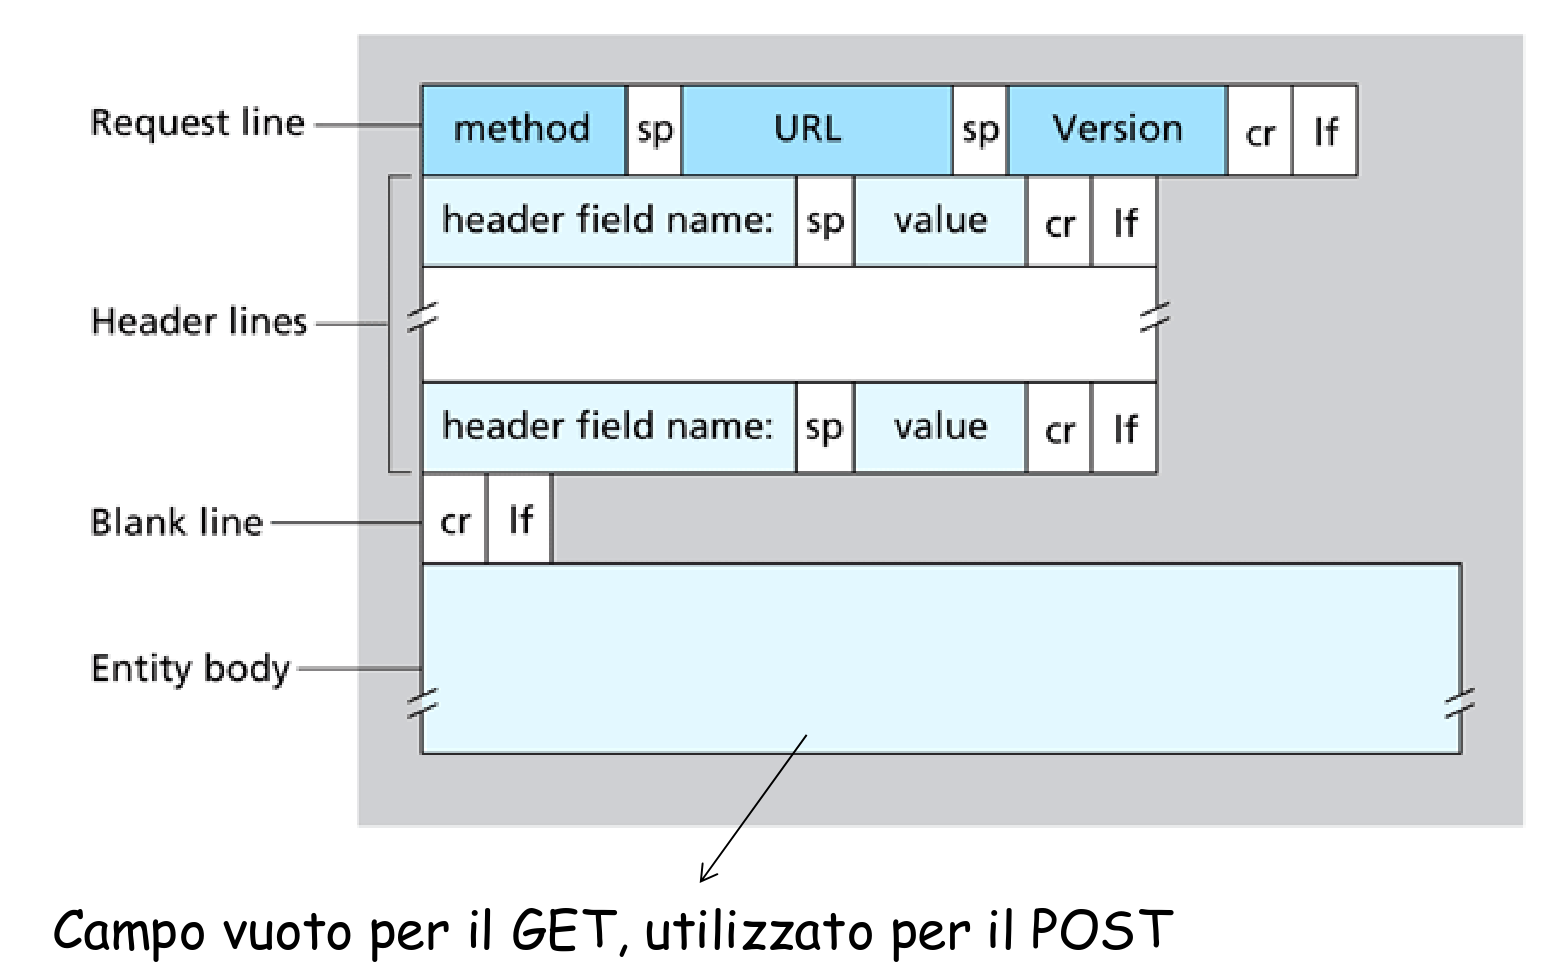 Request line method sp URL sp Version cr lf
header field name: sp value cr lf
Header lines
header field name: sp value cr lf
Blank line cr lf
Entity body
Campo vuoto per il GET, utilizzato per il POST